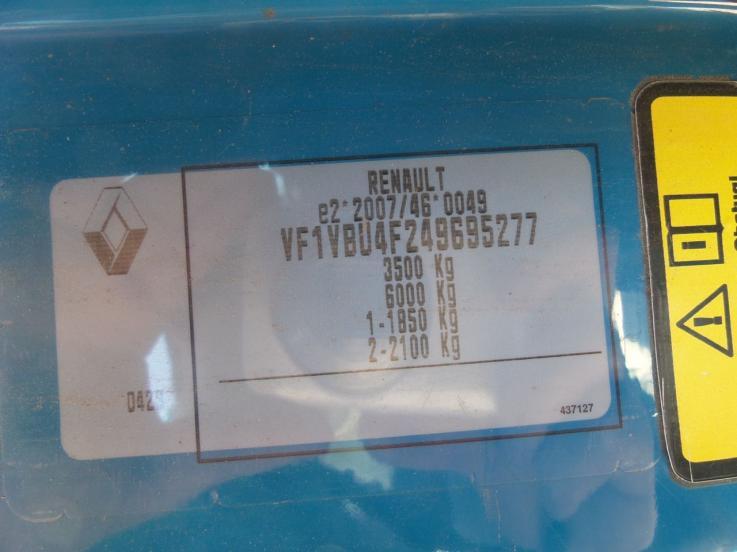 RENAULT
e2*2007/46*0049
VF1VBU4F249695277
3500 Kg
6000 Kg
1-1850 Kg
2-2100 Kg
437127